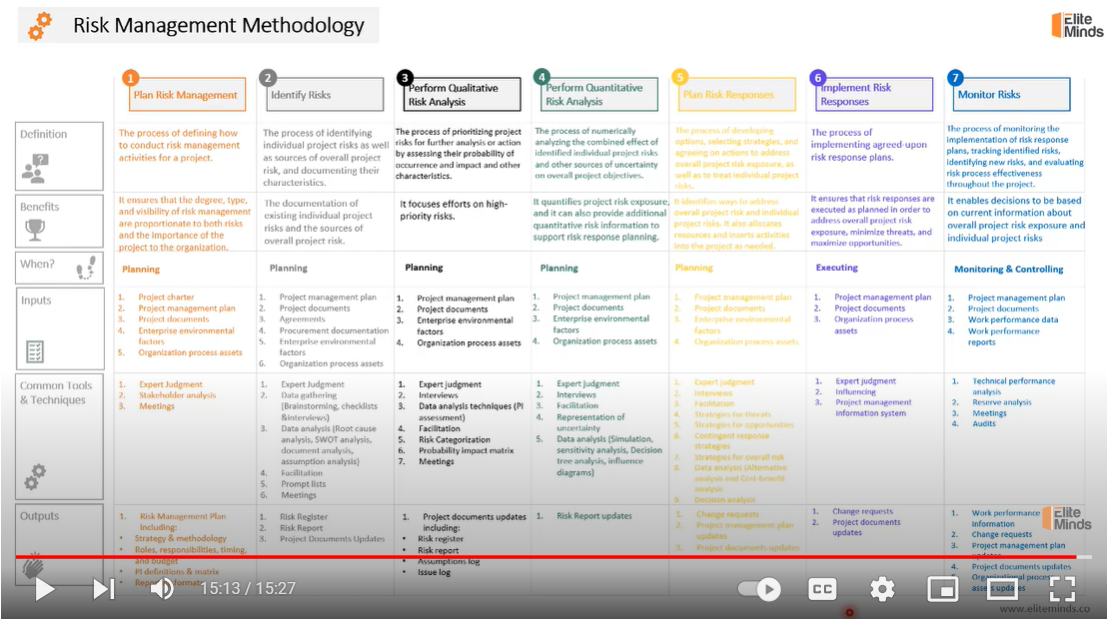 Risk Management Methodology
Elite
Minds
1
Plan Risk Management
2
Identify Risks
3
Perform Qualitative
Risk Analysis
4
Perform Quantitative
Risk Analysis
5
Plan Risk Responses
6
Implement Risk
Responses
7
Monitor Risks
Definition
The process of defining how
to conduct risk management
activities for a project.
The process of identifying
individual project risks as well
as sources of overall project
risk, and documenting their
characteristics.
The process of prioritizing project
risks for further analysis or action
by assessing their probability of
occurrence and impact and other
characteristics.
The process of numerically
analyzing the combined effect of
identified individual project risks
and other sources of uncertainty
on overall project objectives.
The process of developing
options, selecting strategies, and
agreeing on actions to address
overall project risk exposure, as
well as to treat individual project
risks.
The process of
implementing agreed-upon
risk response plans.
The process of monitoring the
implementation of risk response
plans, tracking identified risks,
identifying new risks, and evaluating
risk process effectiveness
throughout the project.
Benefits
It ensures that the degree, type,
and visibility of risk management
are proportionate to both risks
and the importance of the
project to the organization.
The documentation of
existing individual project
risks and the sources of
overall project risk.
It focuses efforts on high-
priority risks.
It quantifies project risk exposure,
and it can also provide additional
quantitative risk information to
support risk response planning.
It identifies ways to address
overall project risk and individual
project risks. It also allocates
resources and inserts activities
into the project as needed.
It ensures that risk responses are
executed as planned in order to
address overall project risk
exposure, minimize threats, and
maximize opportunities.
It enables decisions to be based
on current information about
overall project risk exposure and
individual project risks
When?
Planning
Planning
Planning
Planning
Planning
Executing
Monitoring & Controlling
Inputs
1. Project charter
2. Project management plan
3. Project documents
4. Enterprise environmental
factors
5. Organization process assets
1. Project management plan
2. Project documents
3. Agreements
4. Procurement documentation
5. Enterprise environmental
factors
6. Organization process assets
1. Project management plan
2. Project documents
3. Enterprise environmental
factors
4. Organization process assets
1. Project management plan
2. Project documents
3. Enterprise environmental
factors
4. Organization process assets
1. Project management plan
2. Project documents
3. Enterprise environmental
factors
4. Organization process assets
1. Project management plan
2. Project documents
3. Organization process
assets
1. Project management plan
2. Project documents
3. Work performance data
4. Work performance
reports
Common Tools
& Techniques
1. Expert Judgment
2. Stakeholder analysis
3. Meetings
1. Expert Judgment
2. Data gathering
(Brainstorming, checklists
&interviews)
3. Data analysis (Root cause
analysis, SWOT analysis,
document analysis,
assumption analysis)
4. Facilitation
5. Prompt lists
6. Meetings
1. Expert judgment
2. Interviews
3. Data analysis techniques (PI
assessment)
4. Facilitation
5. Risk Categorization
6. Probability impact matrix
7. Meetings
1. Expert judgment
2. Interviews
3. Facilitation
4. Representation of
uncertainty
5. Data analysis (Simulation,
sensitivity analysis, Decision
tree analysis, influence
diagrams)
1. Expert judgment
2. Interviews
3. Facilitation
4. Strategies for threats
5. Strategies for opportunities
6. Contingent response
strategies
7. Strategies for overall risk
8. Data analysis (Alternative
analysis and Cost-benefit
analysis
9. Decision analysis
1. Expert judgment
2. Influencing
3. Project management
information system
1. Technical performance
analysis
2. Reserve analysis
3. Meetings
4. Audits
Outputs
1. Risk Management Plan
Including:
• Strategy & methodology
• Roles, responsibilities, timing,
and budget
• PI definitions & matrix
1. Risk Register
2. Risk Report
3. Project Documents Updates
1. Project documents updates
including:
• Risk register
• Risk report
• Assumptions log
• Issue log
1. Risk Report updates
1. Change requests
2. Project management plan
updates
3. Project documents updates
1. Change requests
2. Project documents
updates
1. Work performance
Information
2. Change requests
3. Project management plan
updates
4. Project documents updates
5. Organizational process
assets updates
Elite
Minds
15:13 / 15:27
CC
www.eliteminds.co